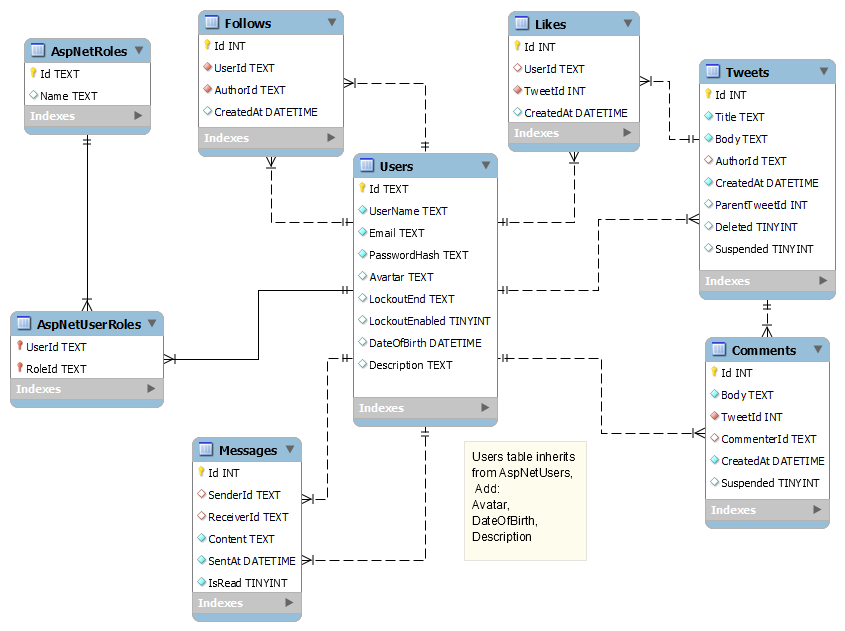 AspNetRoles
Id TEXT
Name TEXT
Indexes
Follows
Id INT
UserId TEXT
AuthorId TEXT
CreatedAt DATETIME
Indexes
Likes
Id INT
UserId TEXT
TweetId INT
CreatedAt DATETIME
Indexes
Tweets
Id INT
Title TEXT
Body TEXT
AuthorId TEXT
CreatedAt DATETIME
ParentTweetId INT
Deleted TINYINT
Suspended TINYINT
Indexes
Users
Id TEXT
UserName TEXT
Email TEXT
PasswordHash TEXT
Avartar TEXT
LockoutEnd TEXT
LockoutEnabled TINYINT
DateOfBirth DATETIME
Description TEXT
Indexes
AspNetUserRoles
UserId TEXT
RoleId TEXT
Indexes
Comments
Id INT
Body TEXT
TweetId INT
CommenterId TEXT
CreatedAt DATETIME
Suspended TINYINT
Indexes
Messages
Id INT
SenderId TEXT
ReceiverId TEXT
Content TEXT
SentAt DATETIME
IsRead TINYINT
Indexes
Users table inherits
from AspNetUsers,
Add:
Avatar,
DateOfBirth,
Description